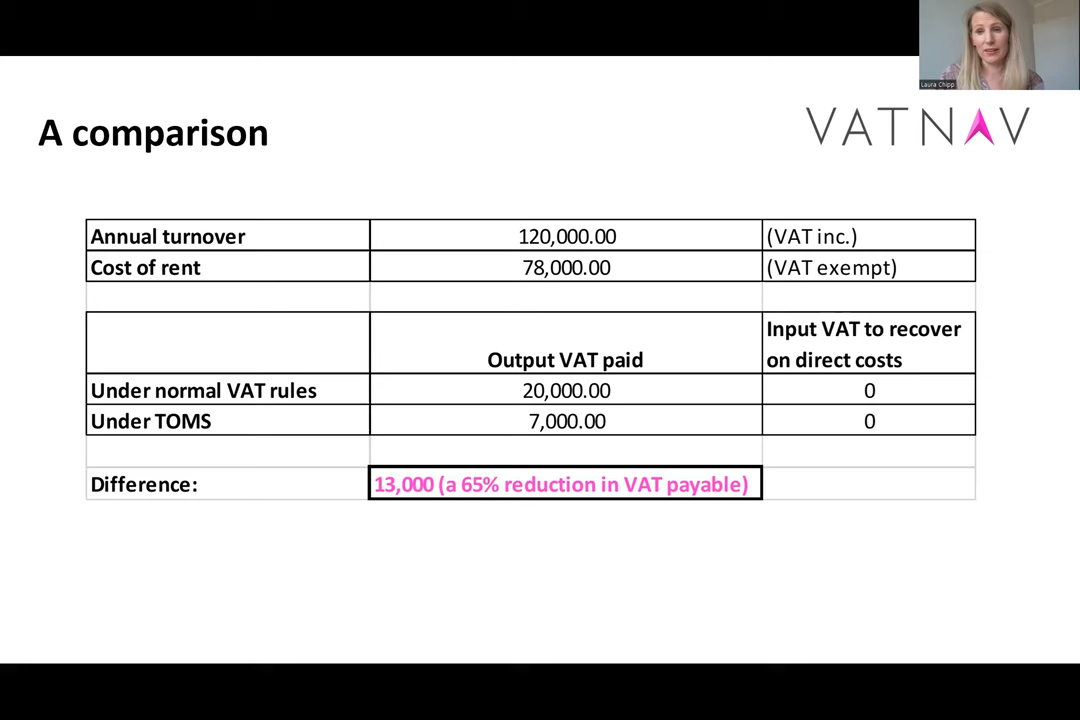 Laura Chipp
A comparison
VATNAV
Annual turnover 120,000.00 (VAT inc.)
Cost of rent 78,000.00 (VAT exempt)
Output VAT paid Input VAT to recover
on direct costs
Under normal VAT rules 20,000.00 0
Under TOMS 7,000.00 0
Difference: 13,000 (a 65% reduction in VAT payable)